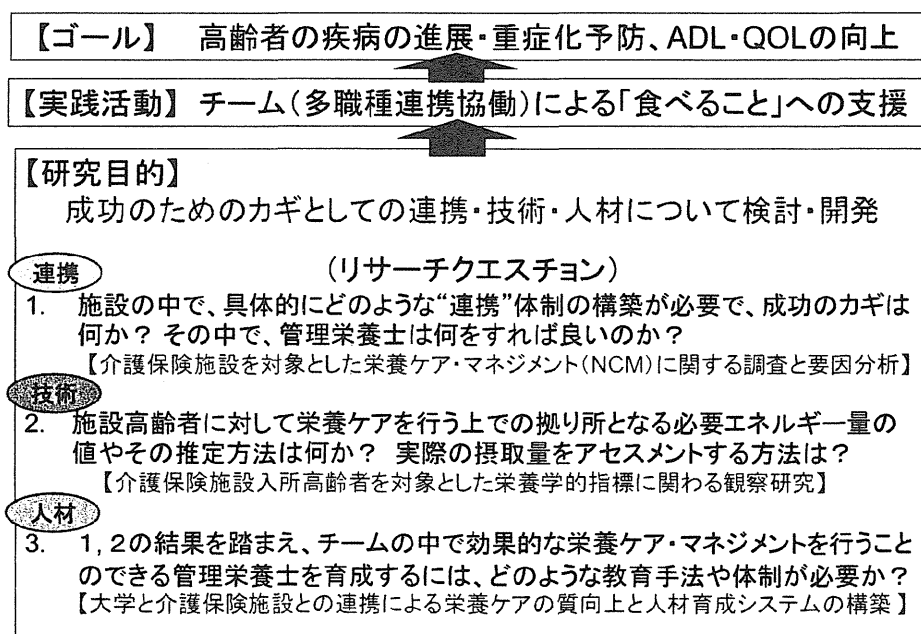 【ゴール】 高齢者の疾病の進展・重症化予防、ADL・QOLの向上
【実践活動】 チーム(多職種連携協働)による「食べること」への支援
【研究目的】
成功のためのカギとしての連携・技術・人材について検討・開発
(リサーチクエスチョン)
連携
1. 施設の中で、具体的にどのような“連携”体制の構築が必要で、成功のカギは
何か? その中で、管理栄養士は何をすれば良いのか?
【介護保険施設を対象とした栄養ケア・マネジメント(NCM)に関する調査と要因分析】
技術
2. 施設高齢者に対して栄養ケアを行う上での拠り所となる必要エネルギー量の
値やその推定方法は何か? 実際の摂取量をアセスメントする方法は?
【介護保険施設入所高齢者を対象とした栄養学的指標に関わる観察研究】
人材
3. 1,2の結果を踏まえ、チームの中で効果的な栄養ケア・マネジメントを行うこと
のできる管理栄養士を育成するには、どのような教育手法や体制が必要か?
【大学と介護保険施設との連携による栄養ケアの質向上と人材育成システムの構築】